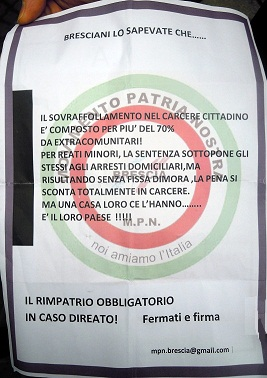 BRESCIANI LO SAPEVATE CHE……
IL SOVRAFFOLLAMENTO NEL CARCERE CITTADINO
E' COMPOSTO PER PIU' DEL 70%
DA EXTRACOMUNITARI!
PER REATI MINORI, LA SENTENZA SOTTOPONE GLI
STESSI AGLI ARRESTI DOMICILIARI,MA
RISULTANDO SENZA FISSA DIMORA ,LA PENA SI
SCONTA TOTALMENTE IN CARCERE.
MA UNA CASA LORO CE L'HANNO……..
E' IL LORO PAESE !!!!!
MOVIMENTO PATRIA NOSTRA
BRESCIA
M.P.N.
noi amiamo l'Italia
IL RIMPATRIO OBBLIGATORIO
IN CASO DIREATO! Fermati e firma
mpn.brescia@gmail.com